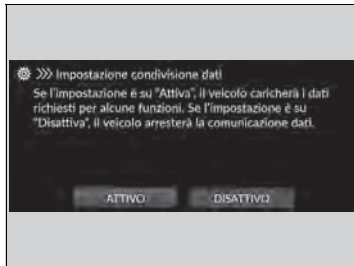 >>> Impostazione condivisione dati
Se l'impostazione è su "Attiva", il veicolo caricherà i dati
richiesti per alcune funzioni. Se l'impostazione è su
"Disattiva", il veicolo arresterà la comunicazione dati.
ATTIVO
DISATTIVO